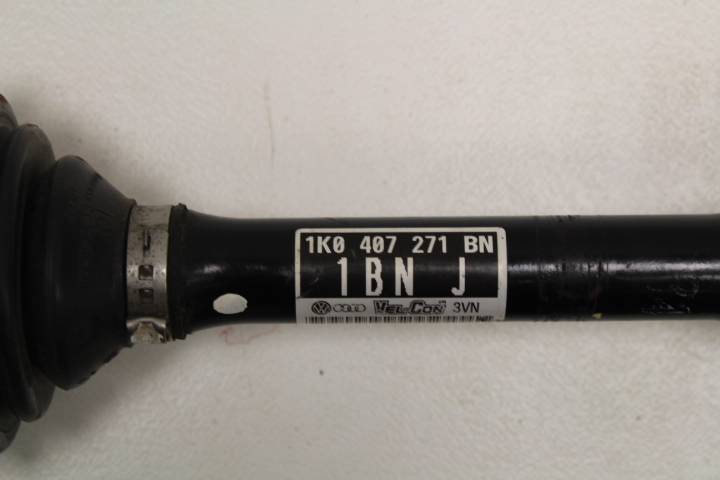 1K0 407 271 BN
1BN J
VEL-CON 3VN